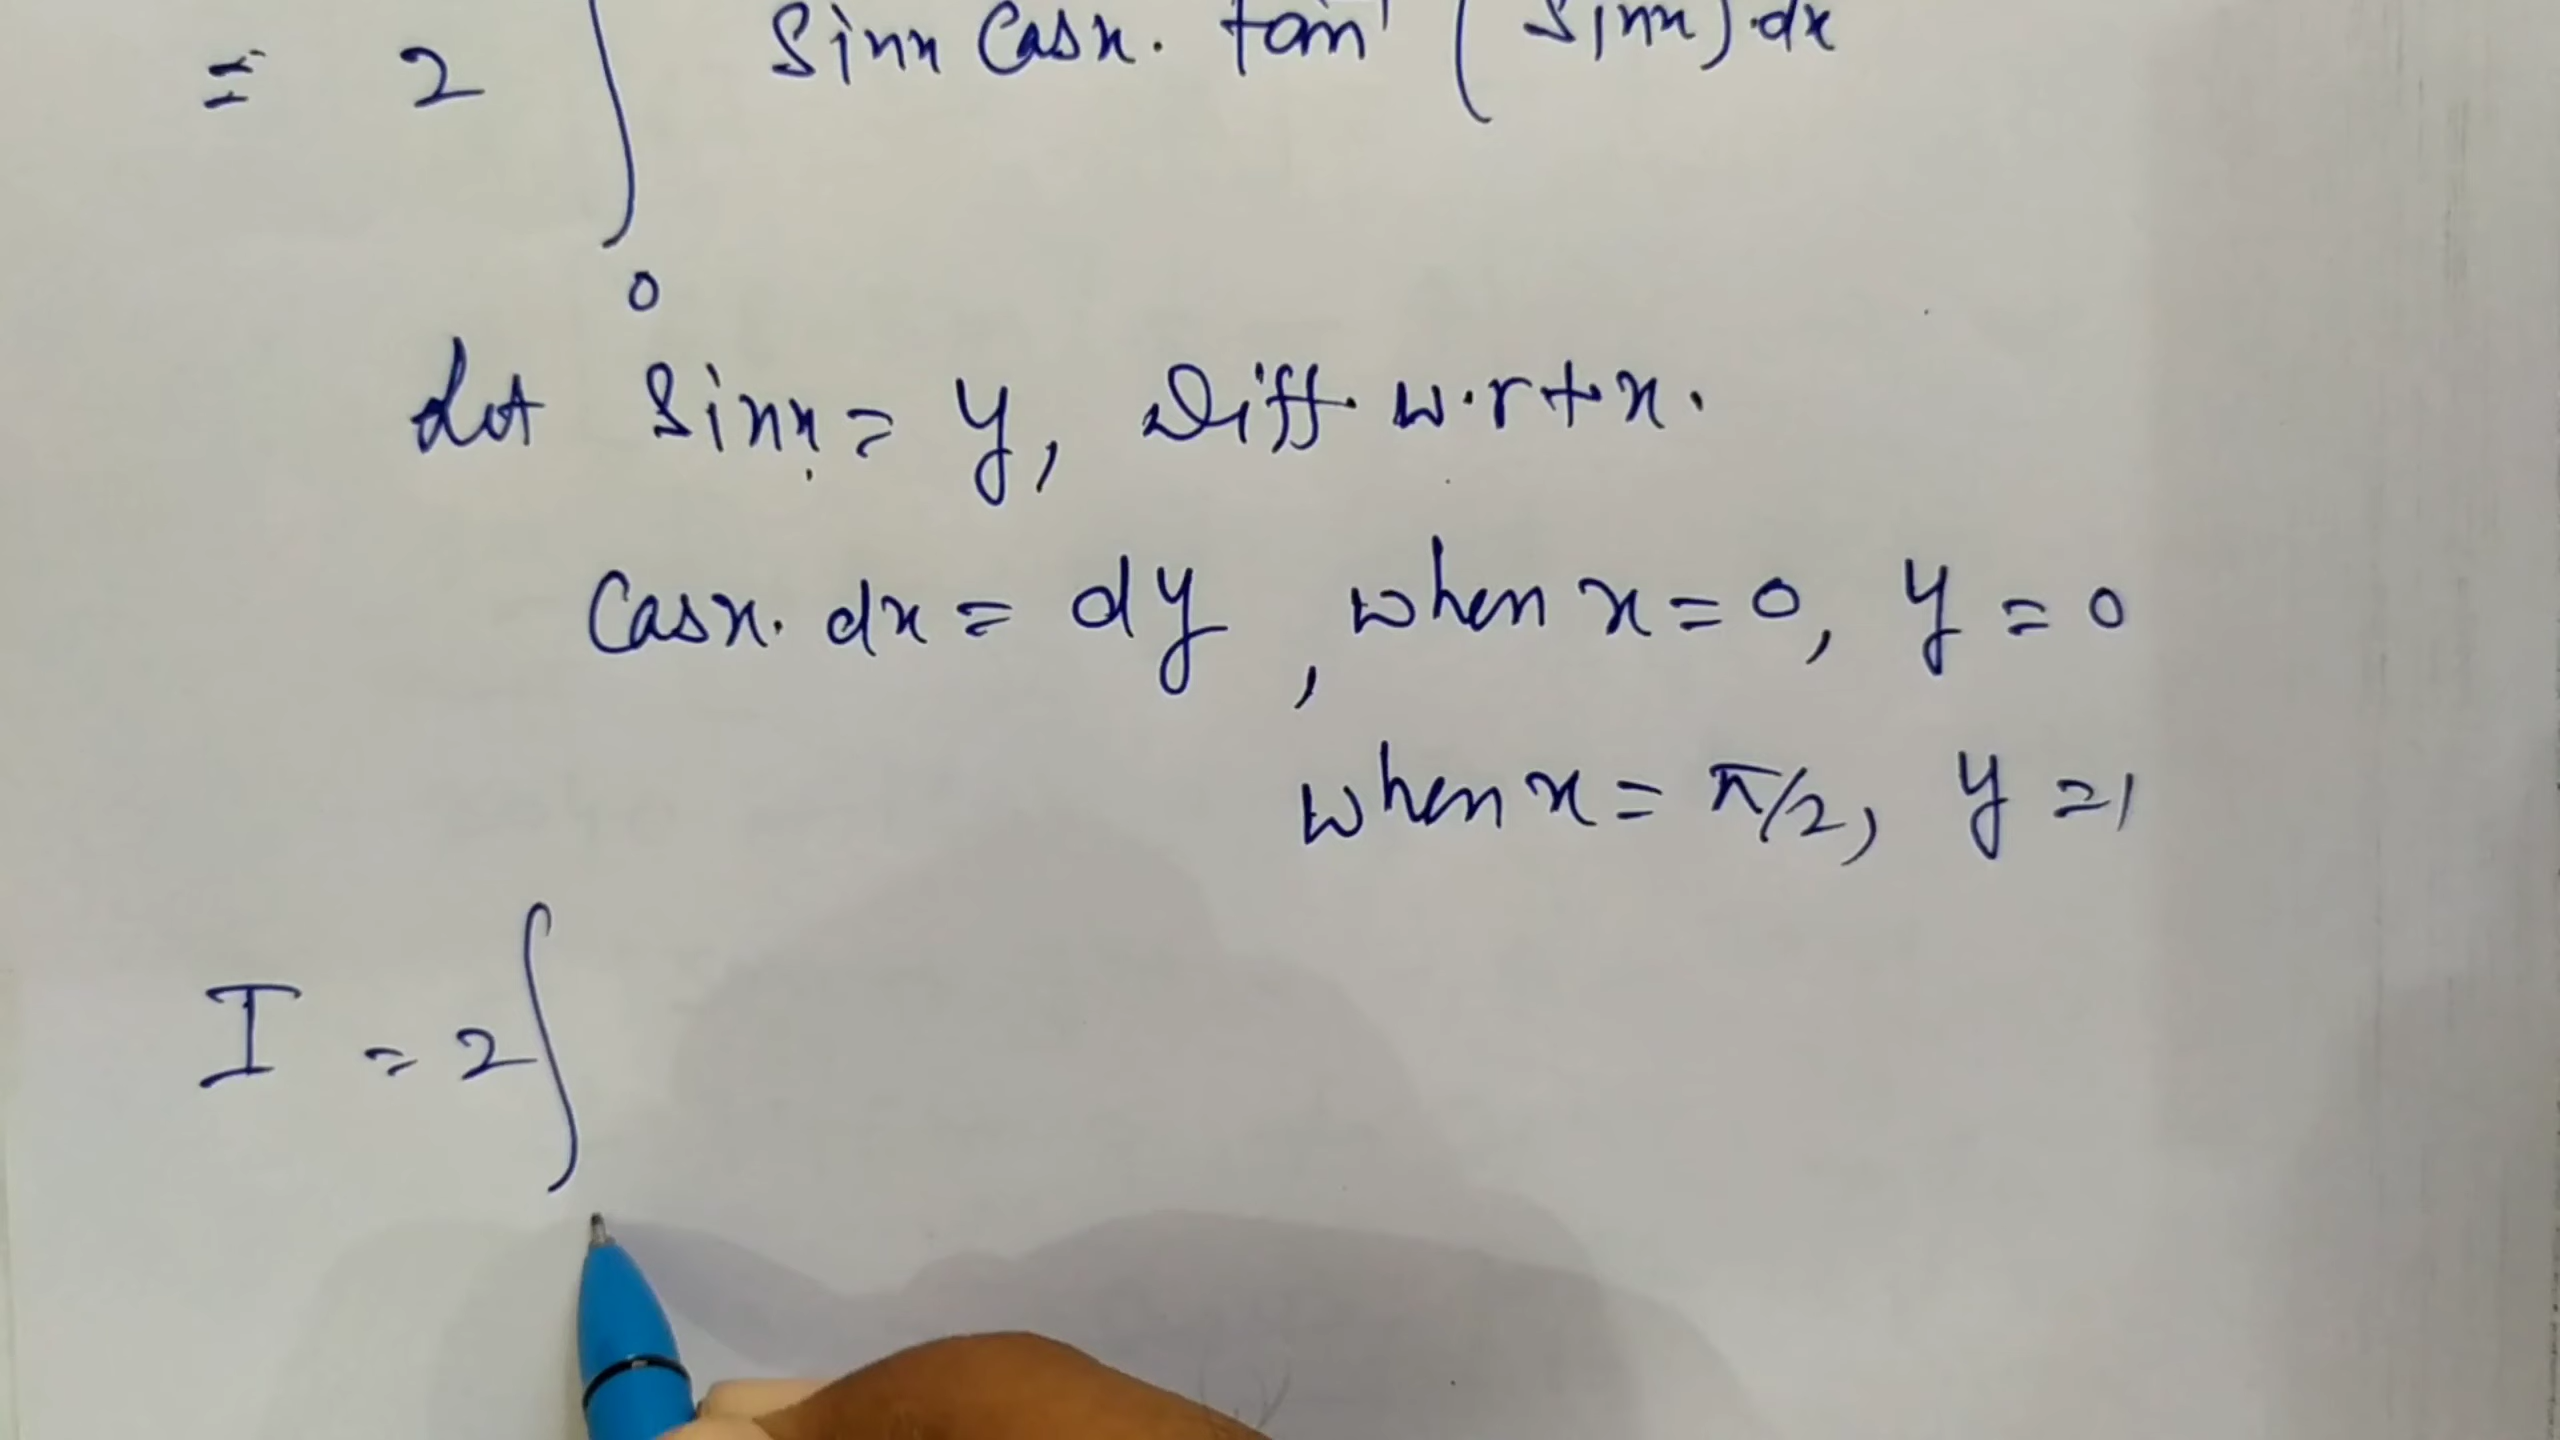 = 2 ∫ Sinx Cosx. tan' (Sinx).dx
0
Let Sinx = y, Diff. w.r+x.
Cosx. dx = dy, when x=0, y=0
when x= π/2, y=1
I = 2∫